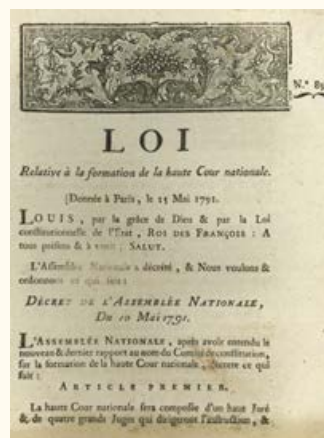 N.° 8
LOI
Relative à la formation de la haute Cour nationale.
Donnée à Paris, le 15 Mai 1791.
LOUIS, par la grâce de Dieu & par la Loi
constitutionnelle de l'État, ROI DES FRANÇOIS : A
tous présens & à venir ; SALUT.
L'Assemblée Nationale a décrété, & Nous voulons &
ordonnons ce qui suit :
DÉCRET DE L'ASSEMBLÉE NATIONALE,
Du 10 Mai 1791.
L'ASSEMBLÉE NATIONALE, après avoir entendu le
nouveau & dernier rapport au nom du Comité de constitution,
sur la formation de la haute Cour nationale, décrete ce qui
suit :
ARTICLE PREMIER.
La haute Cour nationale sera composée d'un haut Juré
& de quatre grands Juges qui dirigeront l'instruction, &